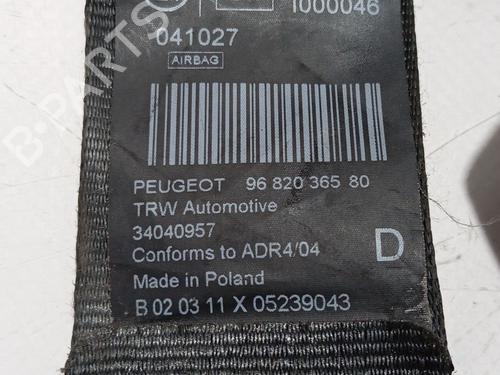 I000046
041027
AIRBAG
PEUGEOT 96 820 365 80
TRW Automotive
34040957
Conforms to ADR4/04
D
Made in Poland
B 02 03 11 X 05239043
B-PARTS